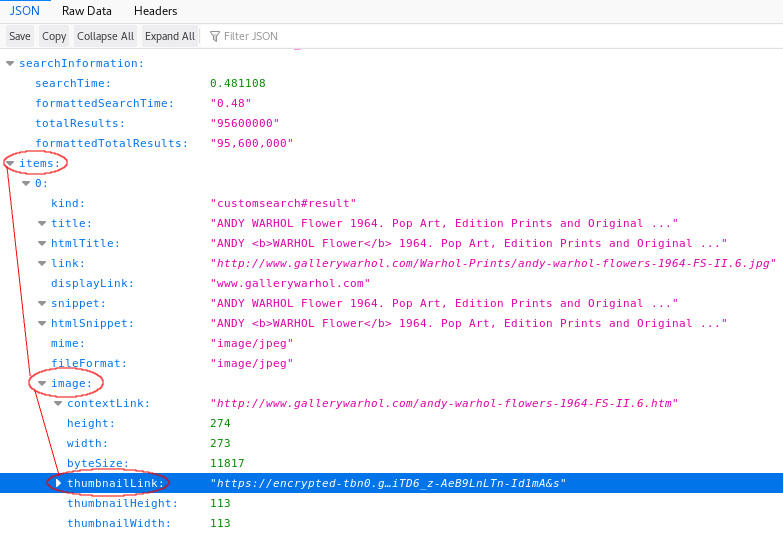 JSON Raw Data Headers
Save Copy Collapse All Expand All Filter JSON
searchInformation:
searchTime: 0.481108
formattedSearchTime: "0.48"
totalResults: "95600000"
formattedTotalResults: "95,600,000"
items:
0:
kind: "customsearch#result"
title: "ANDY WARHOL Flower 1964. Pop Art, Edition Prints and Original ..."
htmlTitle: "ANDY <b>WARHOL Flower</b> 1964. Pop Art, Edition Prints and Original ..."
link: "http://www.gallerywarhol.com/Warhol-Prints/andy-warhol-flowers-1964-FS-II.6.jpg"
displayLink: "www.gallerywarhol.com"
snippet: "ANDY WARHOL Flower 1964. Pop Art, Edition Prints and Original ..."
htmlSnippet: "ANDY <b>WARHOL Flower</b> 1964. Pop Art, Edition Prints and Original ..."
mime: "image/jpeg"
fileFormat: "image/jpeg"
image:
contextLink: "http://www.gallerywarhol.com/andy-warhol-flowers-1964-FS-II.6.htm"
height: 274
width: 273
byteSize: 11817
thumbnailLink: "https://encrypted-tbn0.g…iTD6_z-AeB9LnLTn-Id1mA&s"
thumbnailHeight: 113
thumbnailWidth: 113